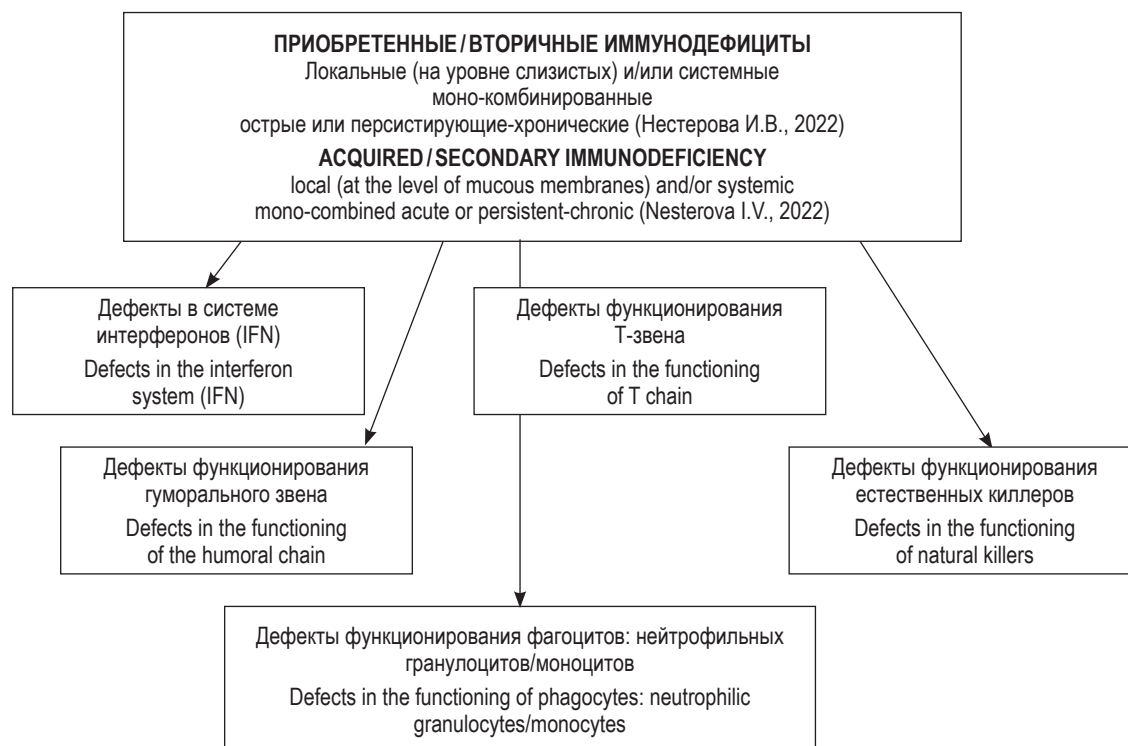 ПРИОБРЕТЕННЫЕ / ВТОРИЧНЫЕ ИММУНОДЕФИЦИТЫ
Локальные (на уровне слизистых) и/или системные
моно-комбинированные
острые или персистирующие-хронические (Нестерова И.В., 2022)
ACQUIRED / SECONDARY IMMUNODEFICIENCY
local (at the level of mucous membranes) and/or systemic
mono-combined acute or persistent-chronic (Nesterova I.V., 2022)
Дефекты в системе
интерферонов (IFN)
Defects in the interferon
system (IFN)
Дефекты функционирования
Т-звена
Defects in the functioning
of T chain
Дефекты функционирования
гуморального звена
Defects in the functioning
of the humoral chain
Дефекты функционирования
естественных киллеров
Defects in the functioning
of natural killers
Дефекты функционирования фагоцитов: нейтрофильных
гранулоцитов/моноцитов
Defects in the functioning of phagocytes: neutrophilic
granulocytes/monocytes